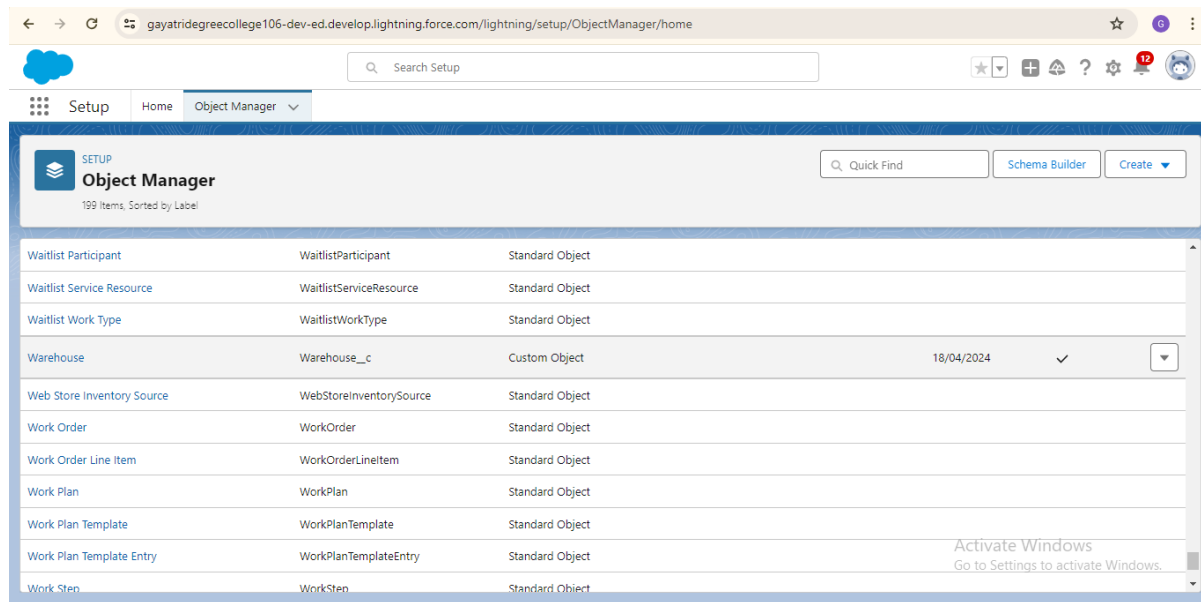 gayatridegreecollege106-dev-ed.develop.lightning.force.com/lightning/setup/ObjectManager/home
G
Search Setup
12
Setup Home Object Manager
SETUP
Object Manager
199 Items, Sorted by Label
Quick Find
Schema Builder
Create
Waitlist Participant WaitlistParticipant Standard Object
Waitlist Service Resource WaitlistServiceResource Standard Object
Waitlist Work Type WaitlistWorkType Standard Object
Warehouse Warehouse__c Custom Object 18/04/2024
Web Store Inventory Source WebStoreInventorySource Standard Object
Work Order WorkOrder Standard Object
Work Order Line Item WorkOrderLineItem Standard Object
Work Plan WorkPlan Standard Object
Work Plan Template WorkPlanTemplate Standard Object
Work Plan Template Entry WorkPlanTemplateEntry Standard Object
Work Step WorkStep Standard Object
Activate Windows
Go to Settings to activate Windows.